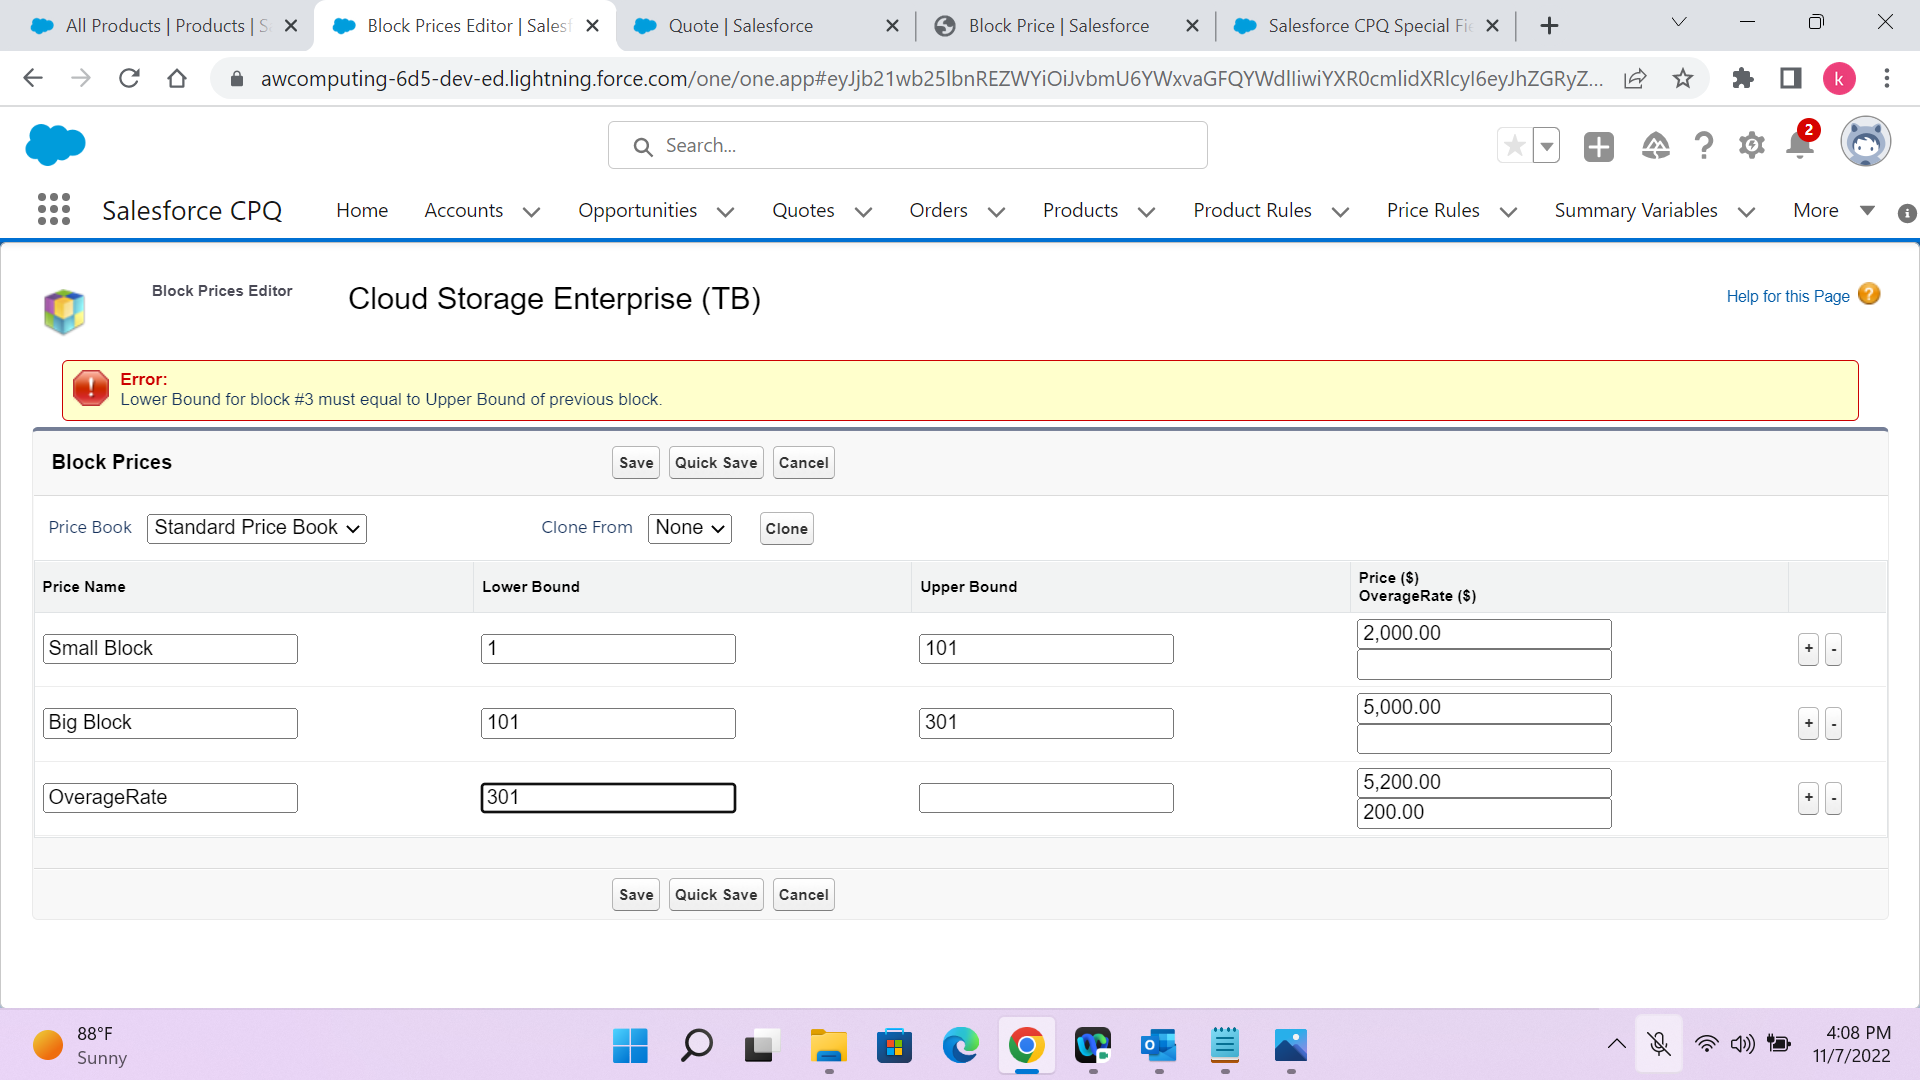 All Products | Products | S
Block Prices Editor | Salesf
Quote | Salesforce
Block Price | Salesforce
Salesforce CPQ Special Fie
awcomputing-6d5-dev-ed.lightning.force.com/one/one.app#eyJjb21wb25lbnREZWYiOiJvbmU6YWxvaGFQYWdlIiwiYXR0cmlidXRlcyI6eyJhZGRyZ...
k
Search...
2
Salesforce CPQ
Home
Accounts
Opportunities
Quotes
Orders
Products
Product Rules
Price Rules
Summary Variables
More
Block Prices Editor
Cloud Storage Enterprise (TB)
Help for this Page
Error:
Lower Bound for block #3 must equal to Upper Bound of previous block.
Block Prices
Save
Quick Save
Cancel
Price Book
Standard Price Book
Clone From
None
Clone
Price Name
Lower Bound
Upper Bound
Price ($)
OverageRate ($)
Small Block
1
101
2,000.00
+
-
Big Block
101
301
5,000.00
+
-
OverageRate
301
5,200.00
200.00
+
-
Save
Quick Save
Cancel
88°F
Sunny
4:08 PM
11/7/2022